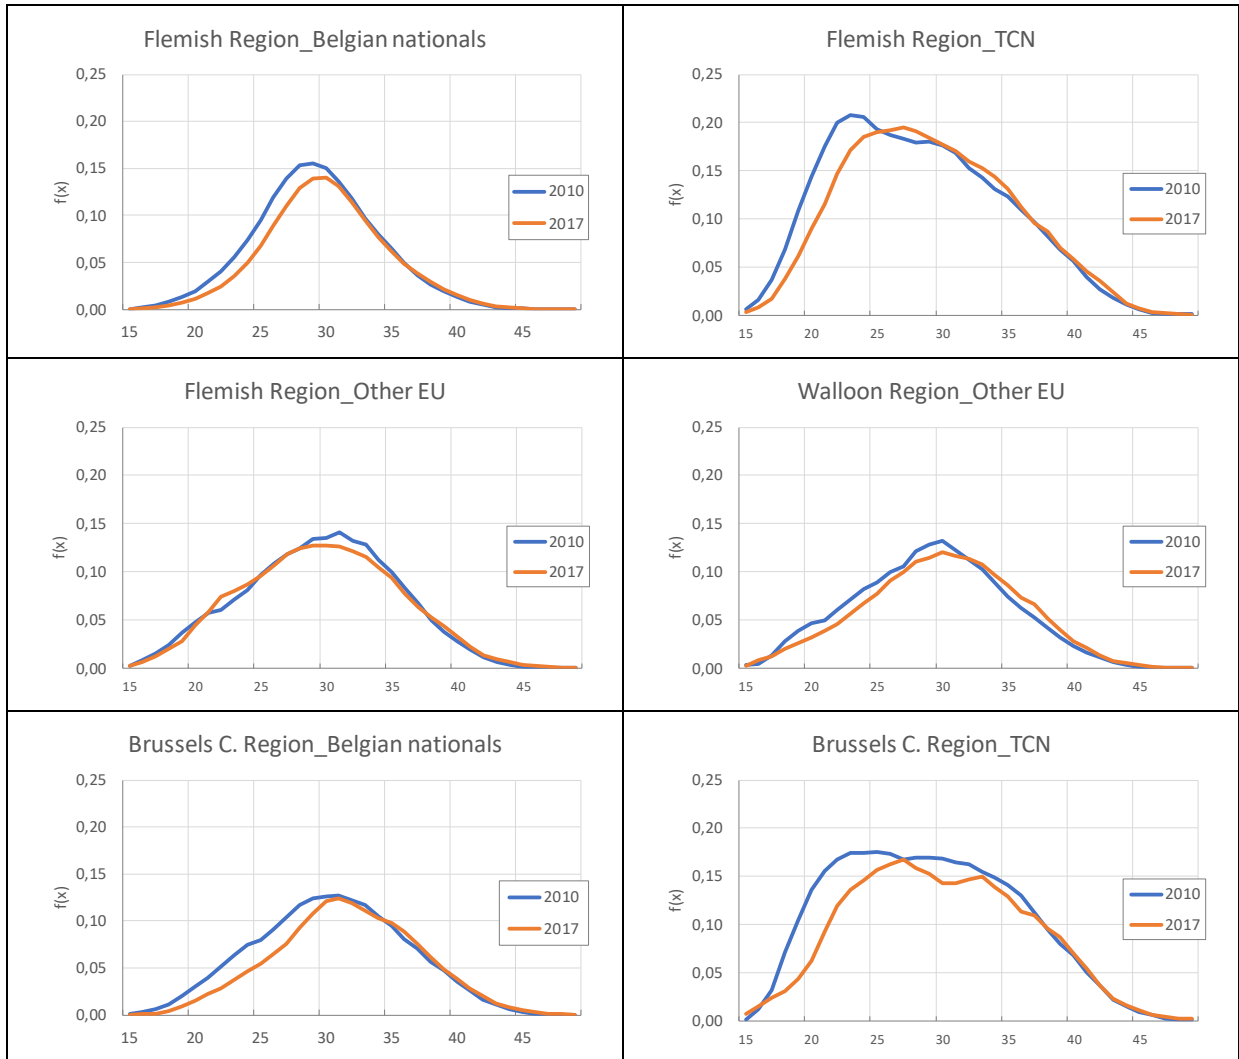 Flemish Region_Belgian nationals
0,25
0,20
0,15
0,10
0,05
0,00
f(x)
15 20 25 30 35 40 45
2010
2017
Flemish Region_TCN
0,25
0,20
0,15
0,10
0,05
0,00
f(x)
15 20 25 30 35 40 45
2010
2017
Flemish Region_Other EU
0,25
0,20
0,15
0,10
0,05
0,00
f(x)
15 20 25 30 35 40 45
2010
2017
Walloon Region_Other EU
0,25
0,20
0,15
0,10
0,05
0,00
f(x)
15 20 25 30 35 40 45
2010
2017
Brussels C. Region_Belgian nationals
0,25
0,20
0,15
0,10
0,05
0,00
f(x)
15 20 25 30 35 40 45
2010
2017
Brussels C. Region_TCN
0,25
0,20
0,15
0,10
0,05
0,00
f(x)
15 20 25 30 35 40 45
2010
2017